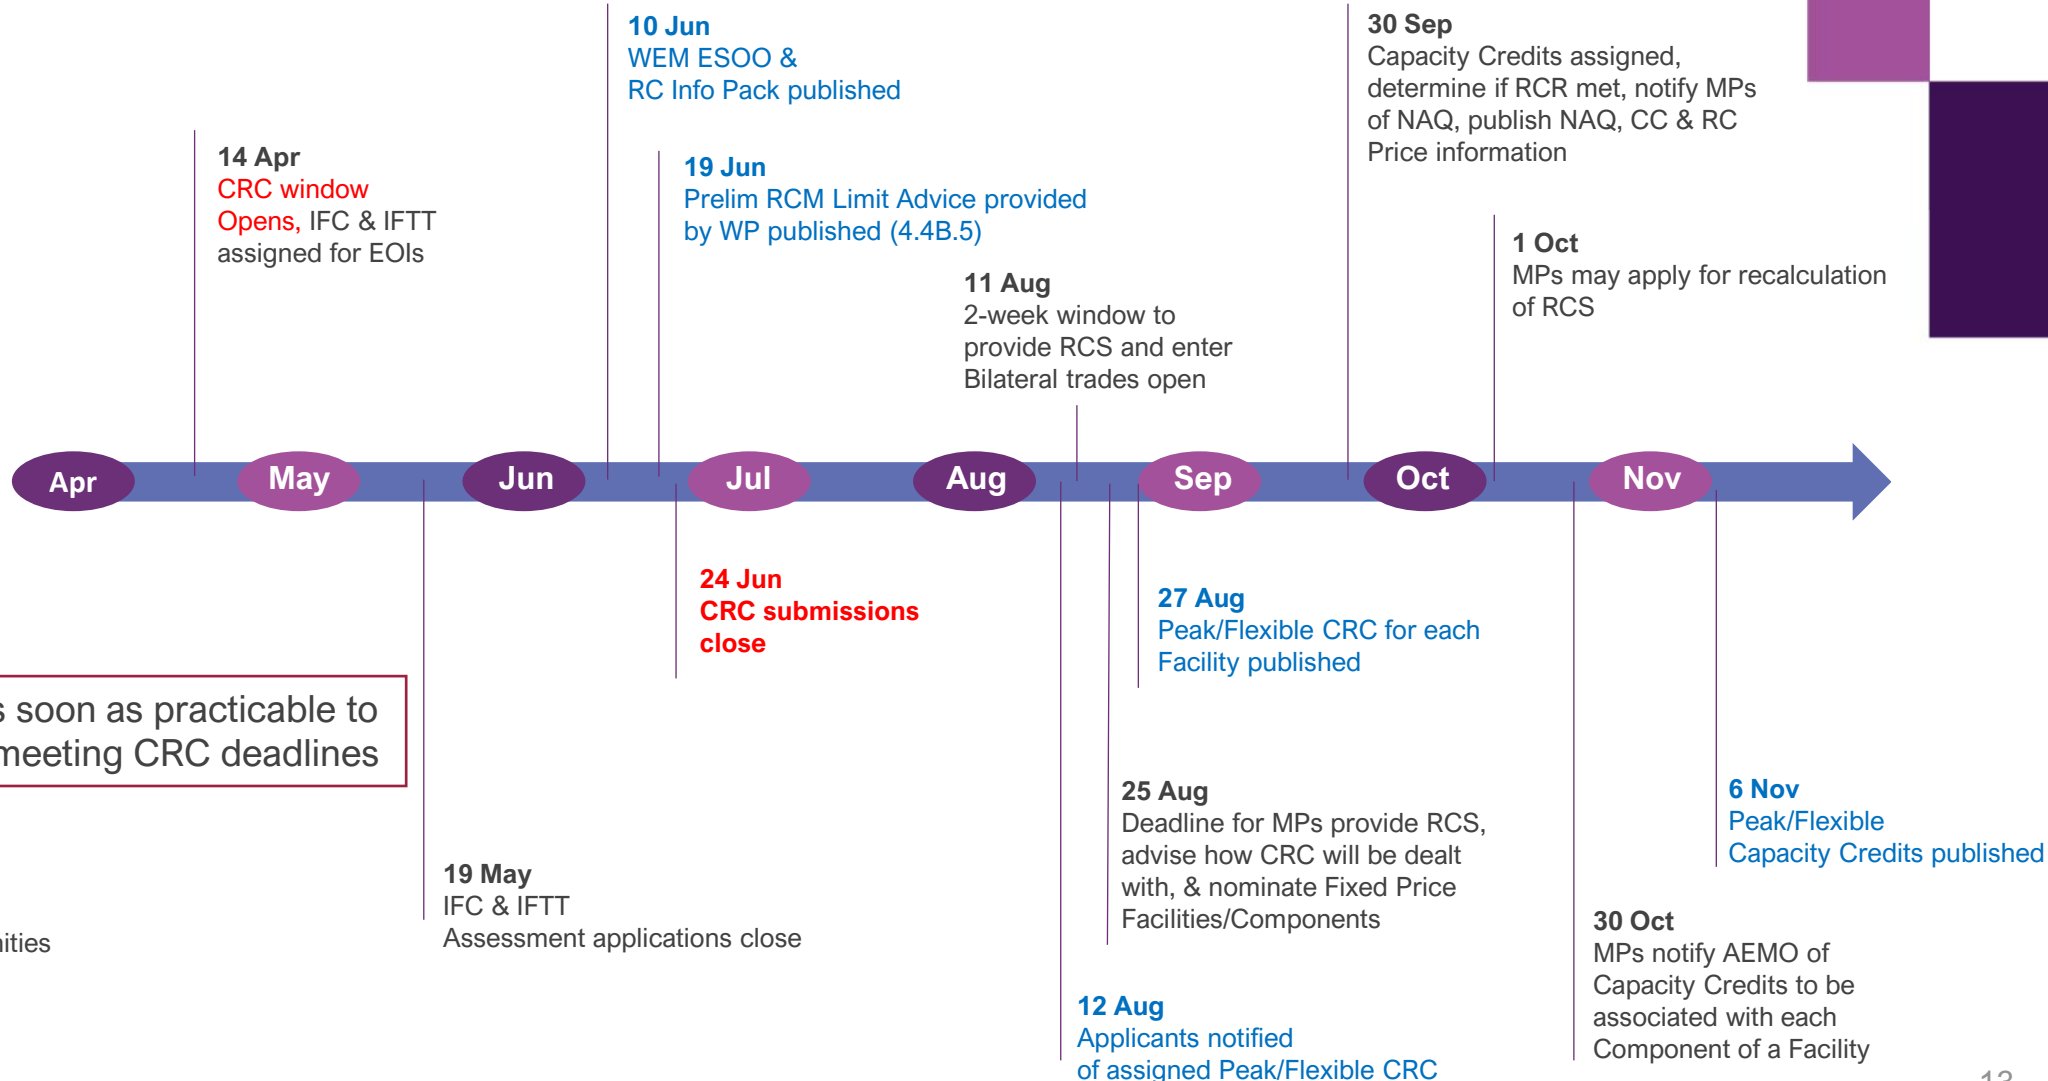 10 Jun
WEM ESOO &
RC Info Pack published
30 Sep
Capacity Credits assigned,
determine if RCR met, notify MPs
of NAQ, publish NAQ, CC & RC
Price information
14 Apr
CRC window
Opens, IFC & IFTT
assigned for EOIs
19 Jun
Prelim RCM Limit Advice provided
by WP published (4.4B.5)
11 Aug
2-week window to
provide RCS and enter
Bilateral trades open
1 Oct
MPs may apply for recalculation
of RCS
Apr
May
Jun
Jul
Aug
Sep
Oct
Nov
24 Jun
CRC submissions
close
27 Aug
Peak/Flexible CRC for each
Facility published
soon as practicable to
meeting CRC deadlines
25 Aug
Deadline for MPs provide RCS,
advise how CRC will be dealt
with, & nominate Fixed Price
Facilities/Components
6 Nov
Peak/Flexible
Capacity Credits published
19 May
IFC & IFTT
Assessment applications close
30 Oct
MPs notify AEMO of
Capacity Credits to be
associated with each
Component of a Facility
12 Aug
Applicants notified
of assigned Peak/Flexible CRC